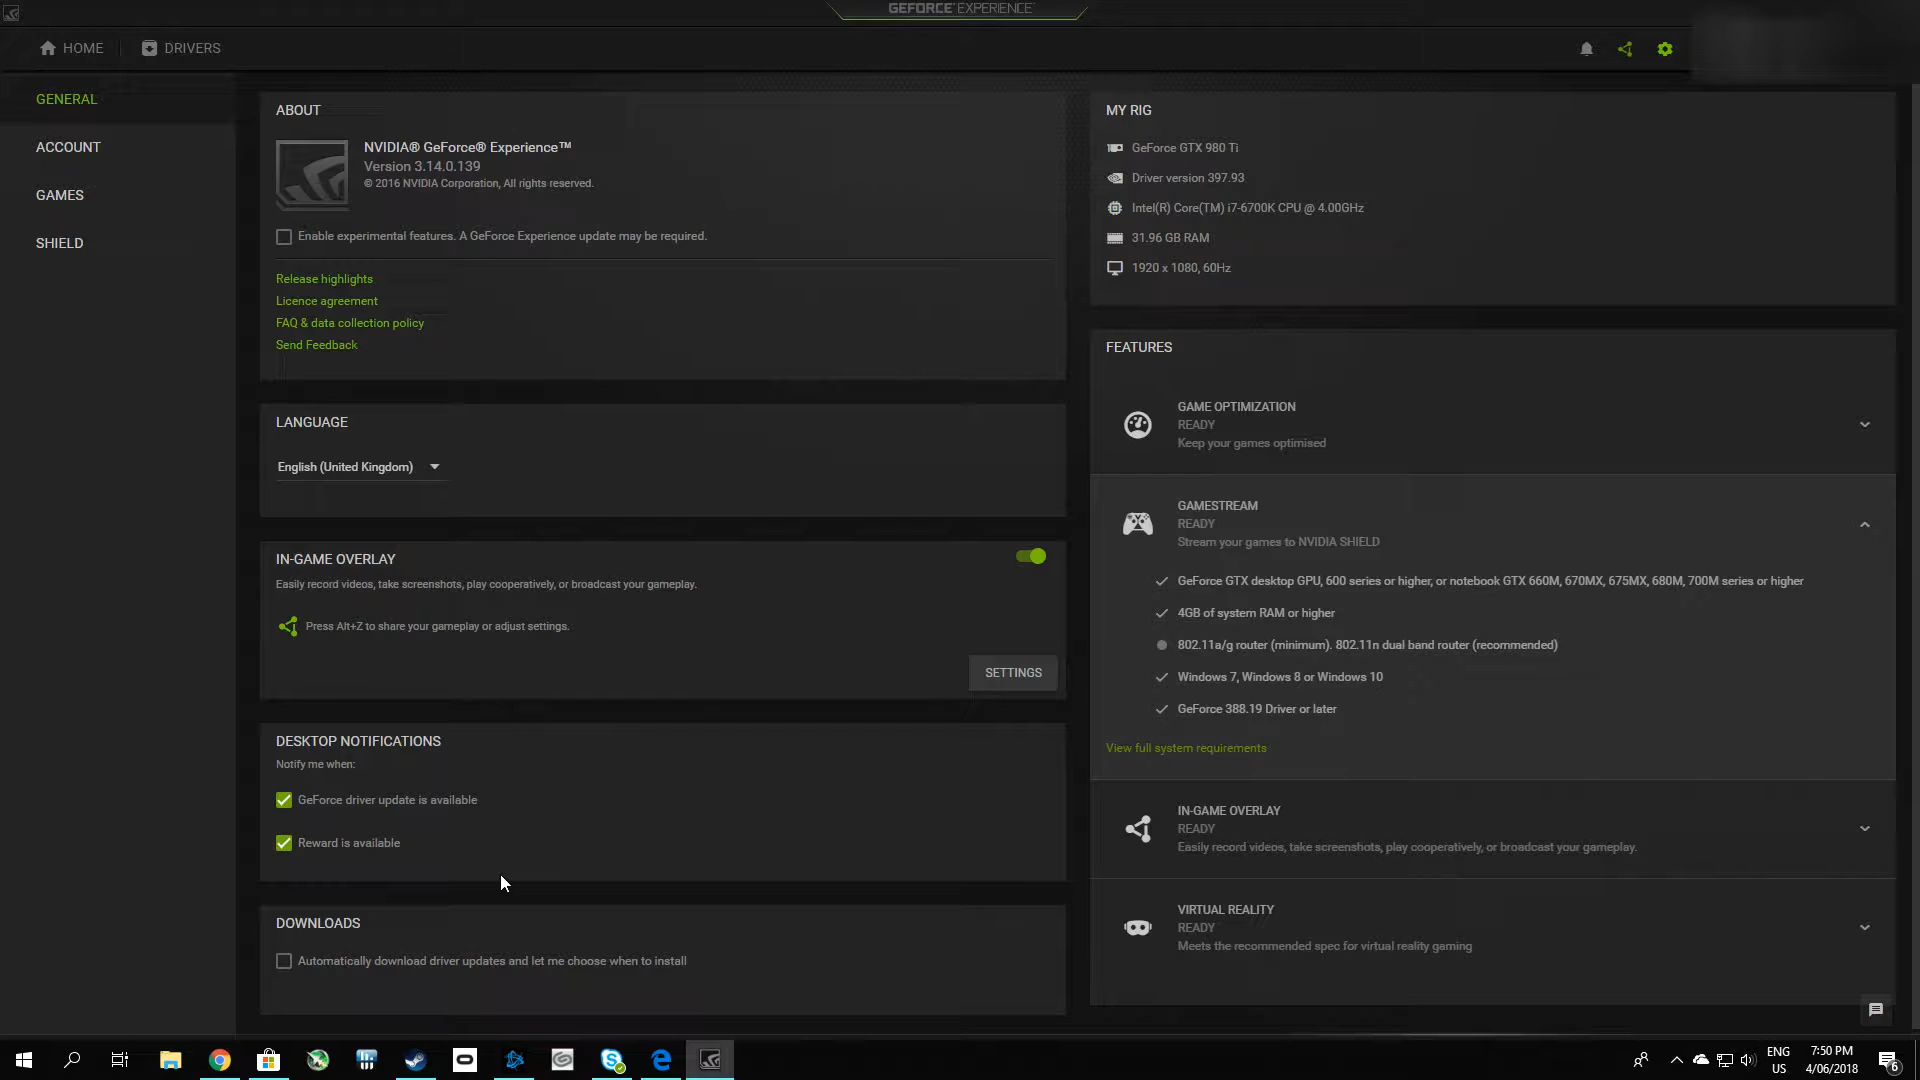 GEFORCE EXPERIENCE
HOME
DRIVERS
GENERAL
ACCOUNT
GAMES
SHIELD
ABOUT
NVIDIA® GeForce® Experience™
Version 3.14.0.139
© 2016 NVIDIA Corporation, All rights reserved.
Enable experimental features. A GeForce Experience update may be required.
Release highlights
Licence agreement
FAQ & data collection policy
Send Feedback
LANGUAGE
English (United Kingdom)
IN-GAME OVERLAY
Easily record videos, take screenshots, play cooperatively, or broadcast your gameplay.
Press Alt+Z to share your gameplay or adjust settings.
SETTINGS
DESKTOP NOTIFICATIONS
Notify me when:
GeForce driver update is available
Reward is available
DOWNLOADS
Automatically download driver updates and let me choose when to install
MY RIG
GeForce GTX 980 Ti
Driver version 397.93
Intel(R) Core(TM) i7-6700K CPU @ 4.00GHz
31.96 GB RAM
1920 x 1080, 60Hz
FEATURES
GAME OPTIMIZATION
READY
Keep your games optimised
GAMESTREAM
READY
Stream your games to NVIDIA SHIELD
GeForce GTX desktop GPU, 600 series or higher, or notebook GTX 660M, 670MX, 675MX, 680M, 700M series or higher
4GB of system RAM or higher
802.11a/g router (minimum). 802.11n dual band router (recommended)
Windows 7, Windows 8 or Windows 10
GeForce 388.19 Driver or later
View full system requirements
IN-GAME OVERLAY
READY
Easily record videos, take screenshots, play cooperatively, or broadcast your gameplay.
VIRTUAL REALITY
READY
Meets the recommended spec for virtual reality gaming
ENG
US
7:50 PM
4/06/2018
6